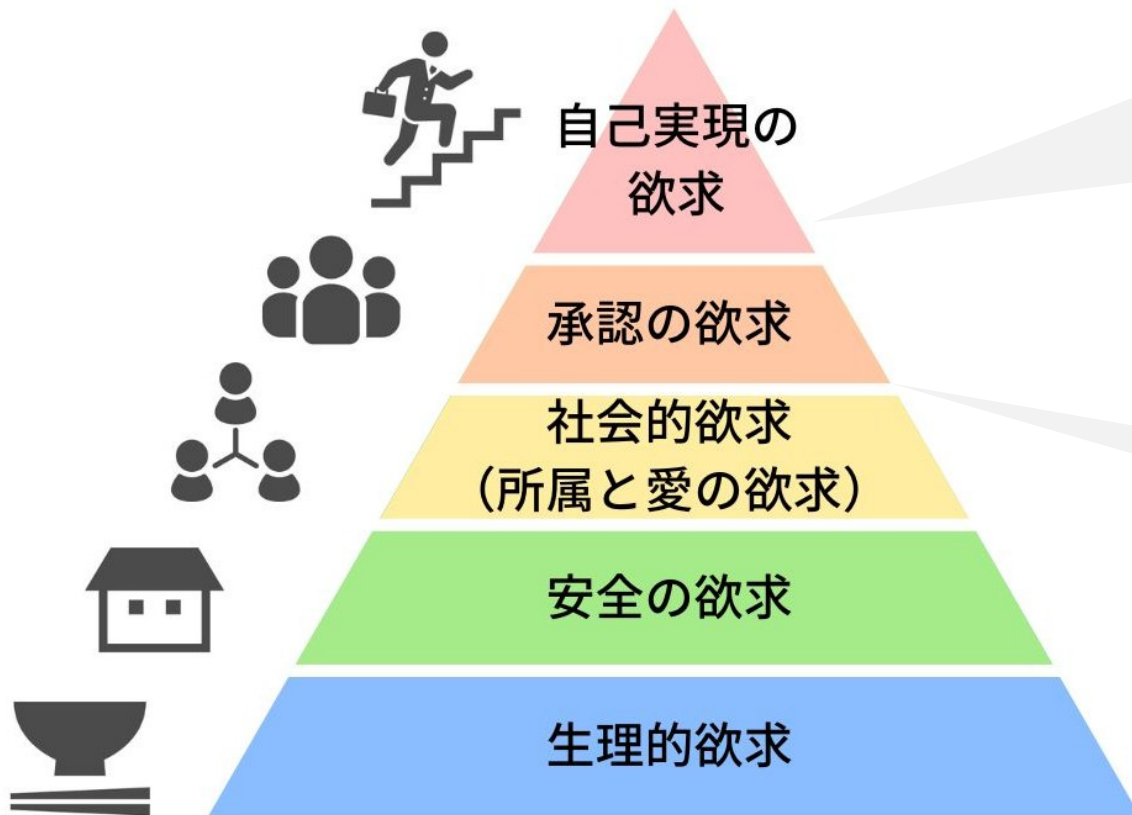 自己実現の
欲求
承認の欲求
社会的欲求
（所属と愛の欲求）
安全の欲求
生理的欲求